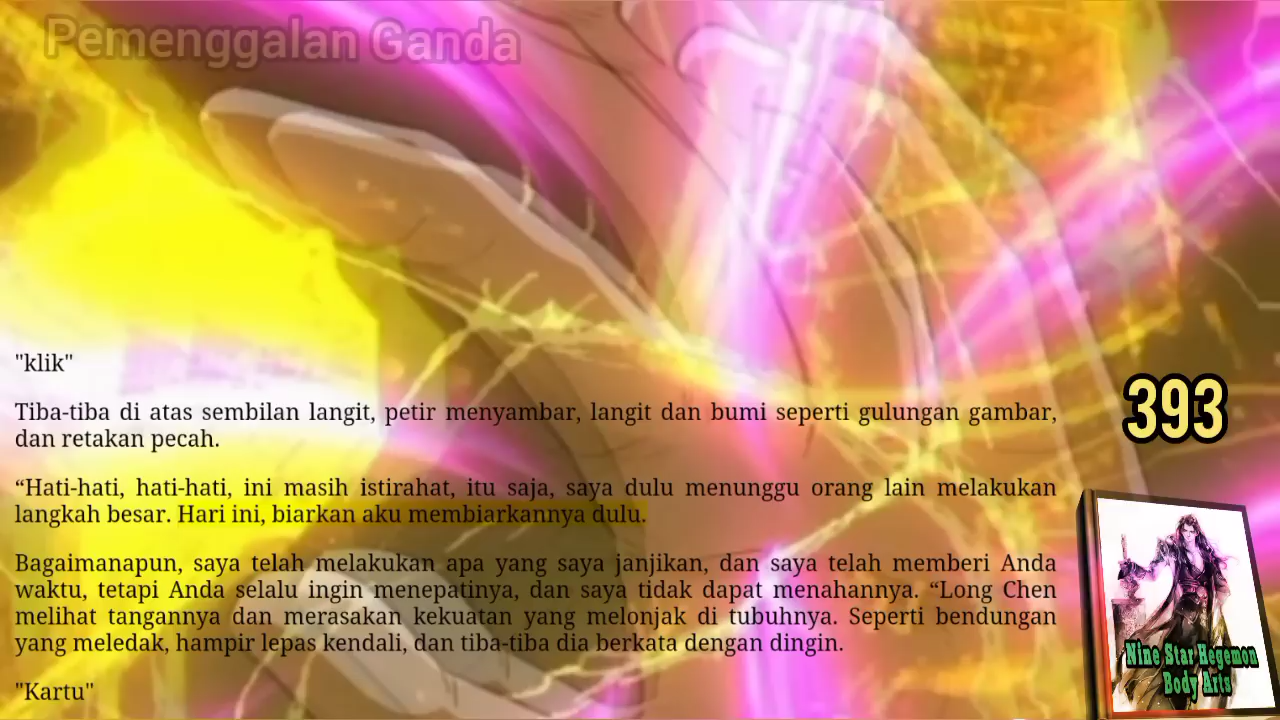 Pemenggalan Ganda
"klik"
Tiba-tiba di atas sembilan langit, petir menyambar, langit dan bumi seperti gulungan gambar,
dan retakan pecah.
“Hati-hati, hati-hati, ini masih istirahat, itu saja, saya dulu menunggu orang lain melakukan
langkah besar. Hari ini, biarkan aku membiarkannya dulu.
Bagaimanapun, saya telah melakukan apa yang saya janjikan, dan saya telah memberi Anda
waktu, tetapi Anda selalu ingin menepatinya, dan saya tidak dapat menahannya. “Long Chen
melihat tangannya dan merasakan kekuatan yang melonjak di tubuhnya. Seperti bendungan
yang meledak, hampir lepas kendali, dan tiba-tiba dia berkata dengan dingin.
"Kartu"
393
Nine Star Hegemon
Body Arts